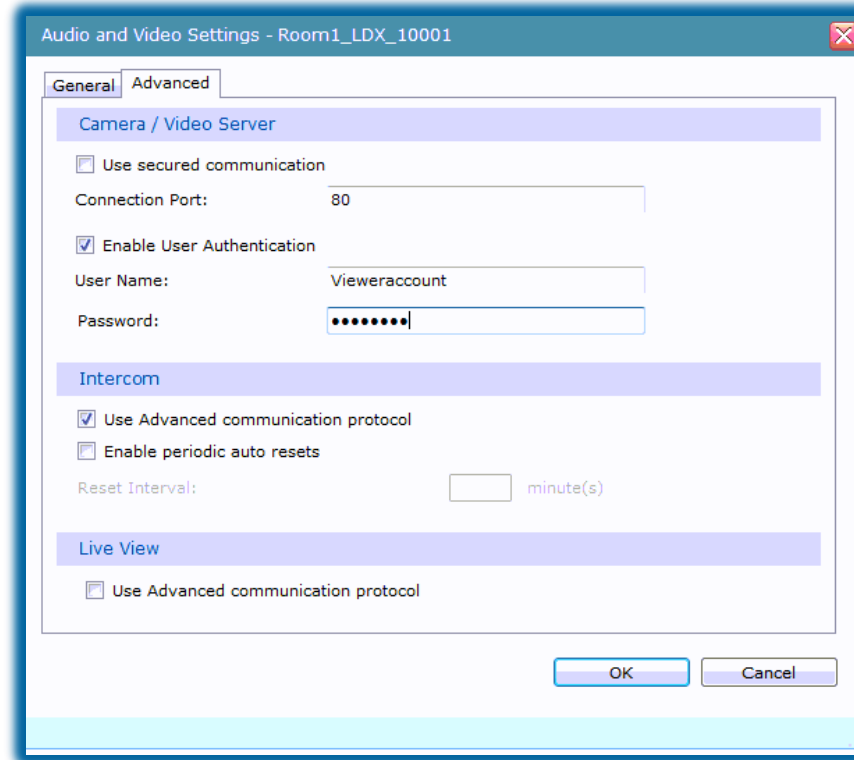 Audio and Video Settings - Room1_LDX_10001
General Advanced
Camera / Video Server
Use secured communication
Connection Port: 80
Enable User Authentication
User Name: Vieweraccount
Password: ••••••••
Intercom
Use Advanced communication protocol
Enable periodic auto resets
Reset Interval: minute(s)
Live View
Use Advanced communication protocol
OK Cancel